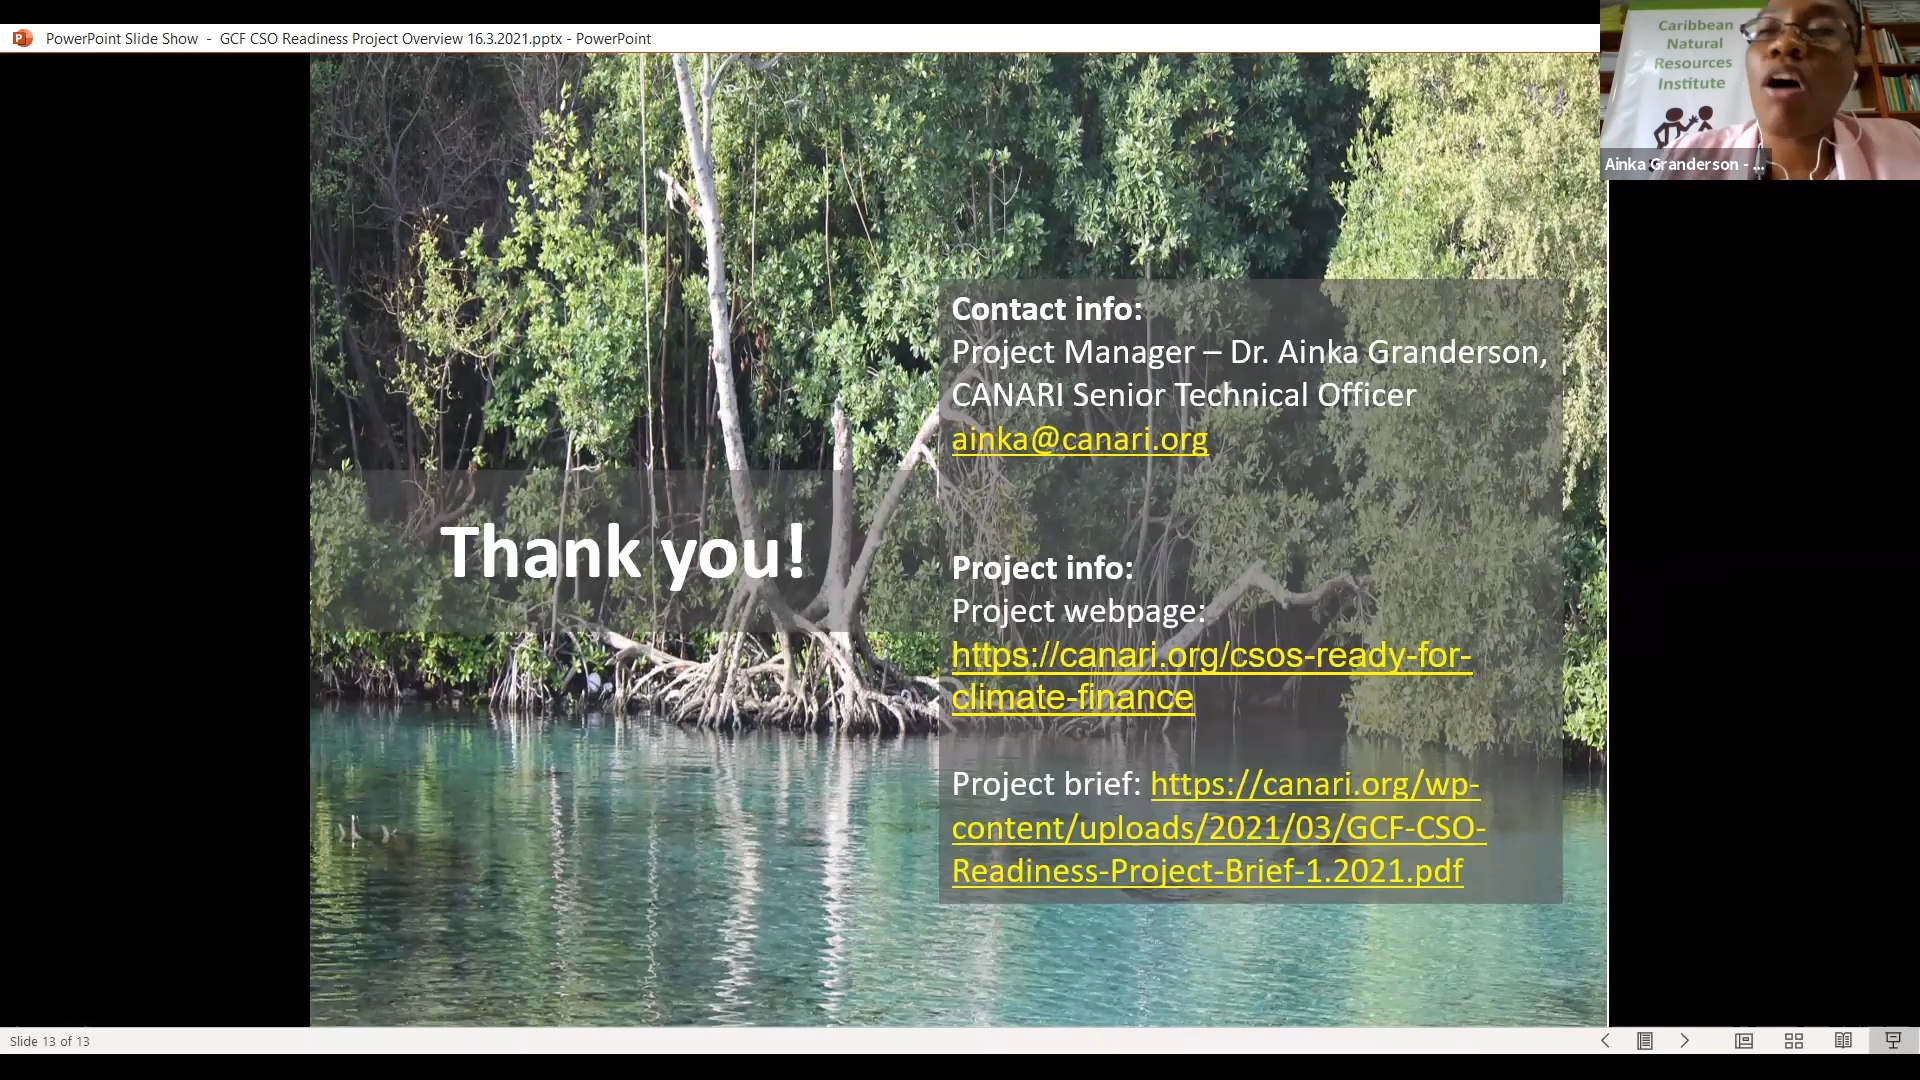 PowerPoint Slide Show - GCF CSO Readiness Project Overview 16.3.2021.pptx - PowerPoint
Caribbean
Natural
Resources
Institute
Ainka Granderson - ...
Contact info:
Project Manager – Dr. Ainka Granderson,
CANARI Senior Technical Officer
ainka@canari.org
Thank you!
Project info:
Project webpage:
https://canari.org/csos-ready-for-
climate-finance
Project brief: https://canari.org/wp-
content/uploads/2021/03/GCF-CSO-
Readiness-Project-Brief-1.2021.pdf
Slide 13 of 13